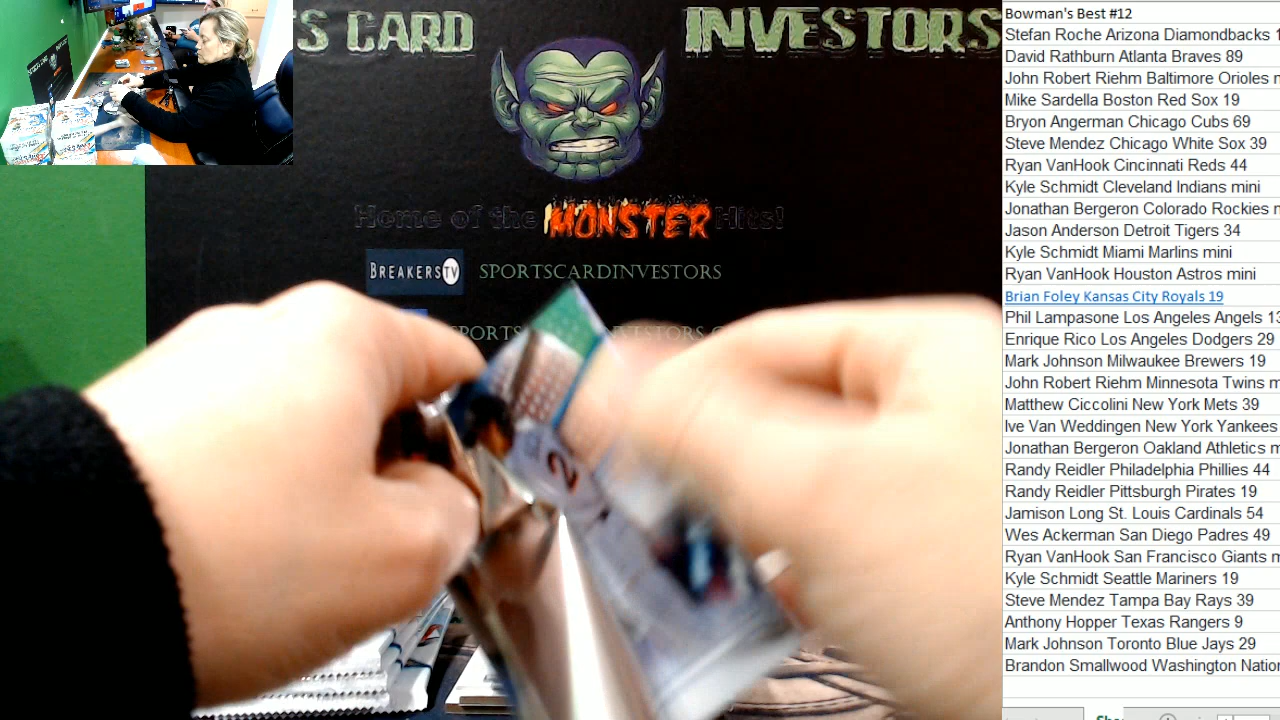 S CARD INVESTORS
Home of the MONSTER Hits!
BREAKERSTV SPORTSCARDINVESTORS
SPORTS
2
Bowman's Best #12
Stefan Roche Arizona Diamondbacks 1
David Rathburn Atlanta Braves 89
John Robert Riehm Baltimore Orioles m
Mike Sardella Boston Red Sox 19
Bryon Angerman Chicago Cubs 69
Steve Mendez Chicago White Sox 39
Ryan VanHook Cincinnati Reds 44
Kyle Schmidt Cleveland Indians mini
Jonathan Bergeron Colorado Rockies m
Jason Anderson Detroit Tigers 34
Kyle Schmidt Miami Marlins mini
Ryan VanHook Houston Astros mini
Brian Foley Kansas City Royals 19
Phil Lampasone Los Angeles Angels 13
Enrique Rico Los Angeles Dodgers 29
Mark Johnson Milwaukee Brewers 19
John Robert Riehm Minnesota Twins m
Matthew Ciccolini New York Mets 39
Ive Van Weddingen New York Yankees
Jonathan Bergeron Oakland Athletics m
Randy Reidler Philadelphia Phillies 44
Randy Reidler Pittsburgh Pirates 19
Jamison Long St. Louis Cardinals 54
Wes Ackerman San Diego Padres 49
Ryan VanHook San Francisco Giants m
Kyle Schmidt Seattle Mariners 19
Steve Mendez Tampa Bay Rays 39
Anthony Hopper Texas Rangers 9
Mark Johnson Toronto Blue Jays 29
Brandon Smallwood Washington Nation